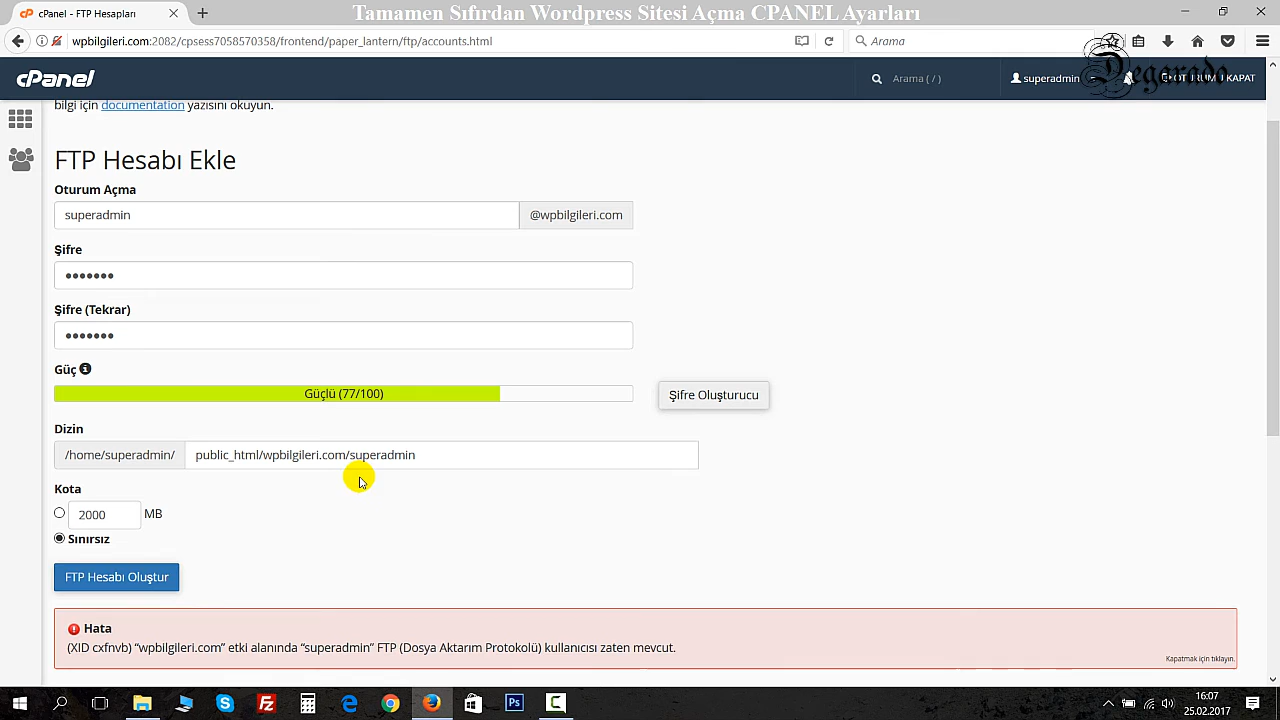 cPanel - FTP Hesapları
Tamamen Sıfırdan Wordpress Sitesi Açma CPANEL Ayarları
wpbilgileri.com:2082/cpsess7058570358/frontend/paper_lantern/ftp/accounts.html
Arama
cPanel
Arama ( / )
superadmin
OTURUMU KAPAT
Degarado
bilgi için documentation yazısını okuyun.
FTP Hesabı Ekle
Oturum Açma
superadmin
@wpbilgileri.com
Şifre
Şifre (Tekrar)
Güç
Güçlü (77/100)
Şifre Oluşturucu
Dizin
/home/superadmin/
public_html/wpbilgileri.com/superadmin
Kota
2000 MB
Sınırsız
FTP Hesabı Oluştur
Hata
(XID cxfnvb) “wpbilgileri.com” etki alanında “superadmin” FTP (Dosya Aktarım Protokolü) kullanıcısı zaten mevcut.
Kapatmak için tıklayın.
16:07
25.02.2017